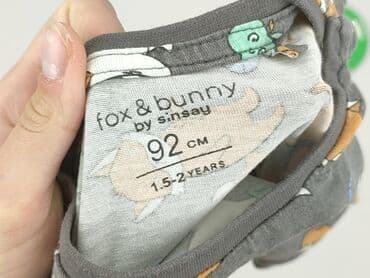 fox & bunny
by sinsay
92 CM
1.5-2 YEARS